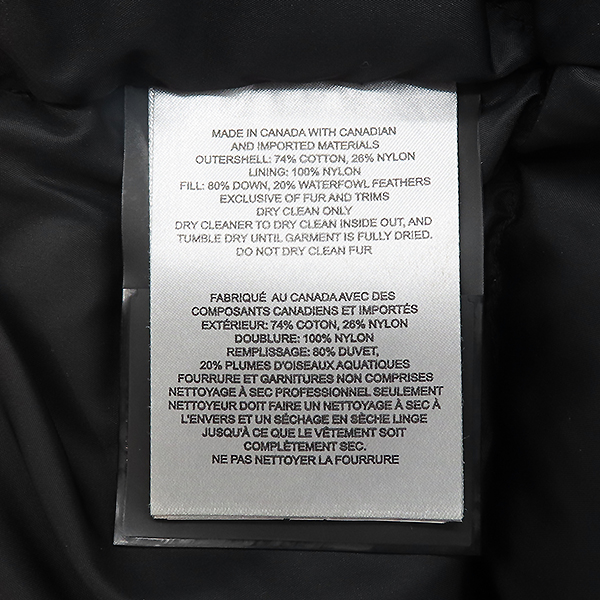 MADE IN CANADA WITH CANADIAN
AND IMPORTED MATERIALS
OUTERSHELL: 74% COTTON, 26% NYLON
LINING: 100% NYLON
FILL: 80% DOWN, 20% WATERFOWL FEATHERS
EXCLUSIVE OF FUR AND TRIMS
DRY CLEAN ONLY
DRY CLEANER TO DRY CLEAN INSIDE OUT, AND
TUMBLE DRY UNTIL GARMENT IS FULLY DRIED.
DO NOT DRY CLEAN FUR
FABRIQUÉ AU CANADA AVEC DES
COMPOSANTS CANADIENS ET IMPORTÉS
EXTÉRIEUR: 74% COTON, 26% NYLON
DOUBLURE: 100% NYLON
REMPLISSAGE: 80% DUVET,
20% PLUMES D'OISEAUX AQUATIQUES
FOURRURE ET GARNITURES NON COMPRISES
NETTOYAGE À SEC PROFESSIONNEL SEULEMENT
NETTOYEUR DOIT FAIRE UN NETTOYAGE À SEC À
L'ENVERS ET UN SÉCHAGE EN SÈCHE LINGE
JUSQU'À CE QUE LE VÊTEMENT SOIT
COMPLÈTEMENT SEC.
NE PAS NETTOYER LA FOURRURE